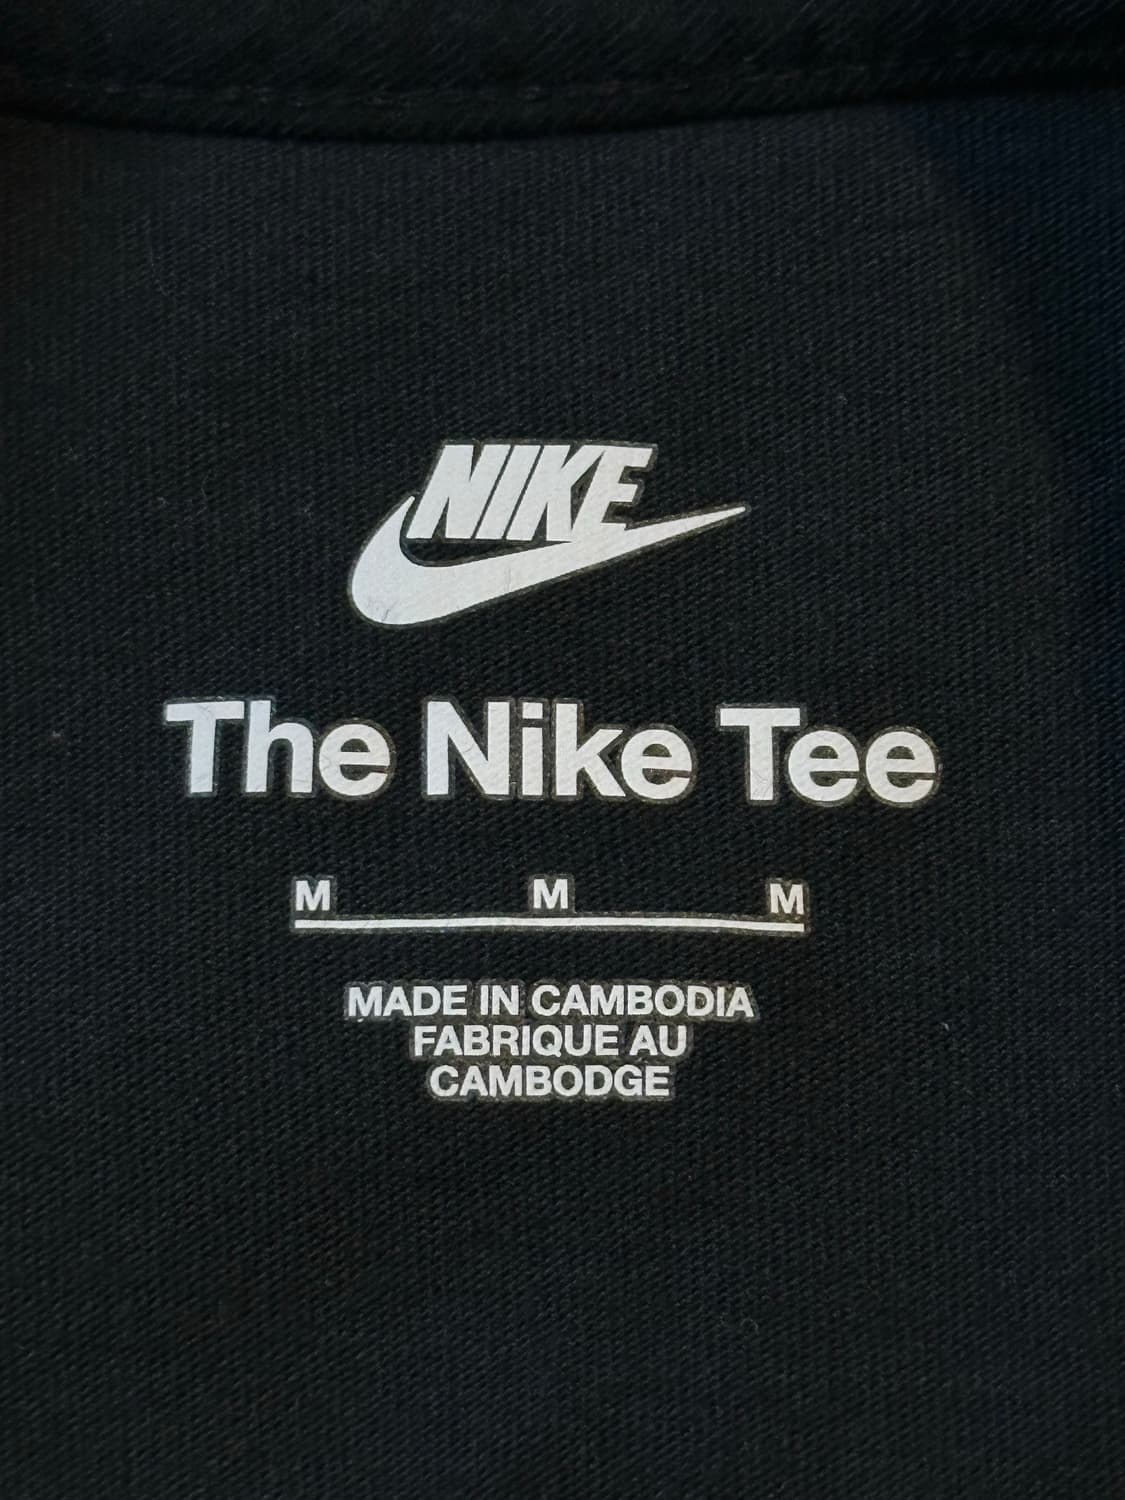 NIKE
The Nike Tee
M M M
MADE IN CAMBODIA
FABRIQUE AU
CAMBODGE